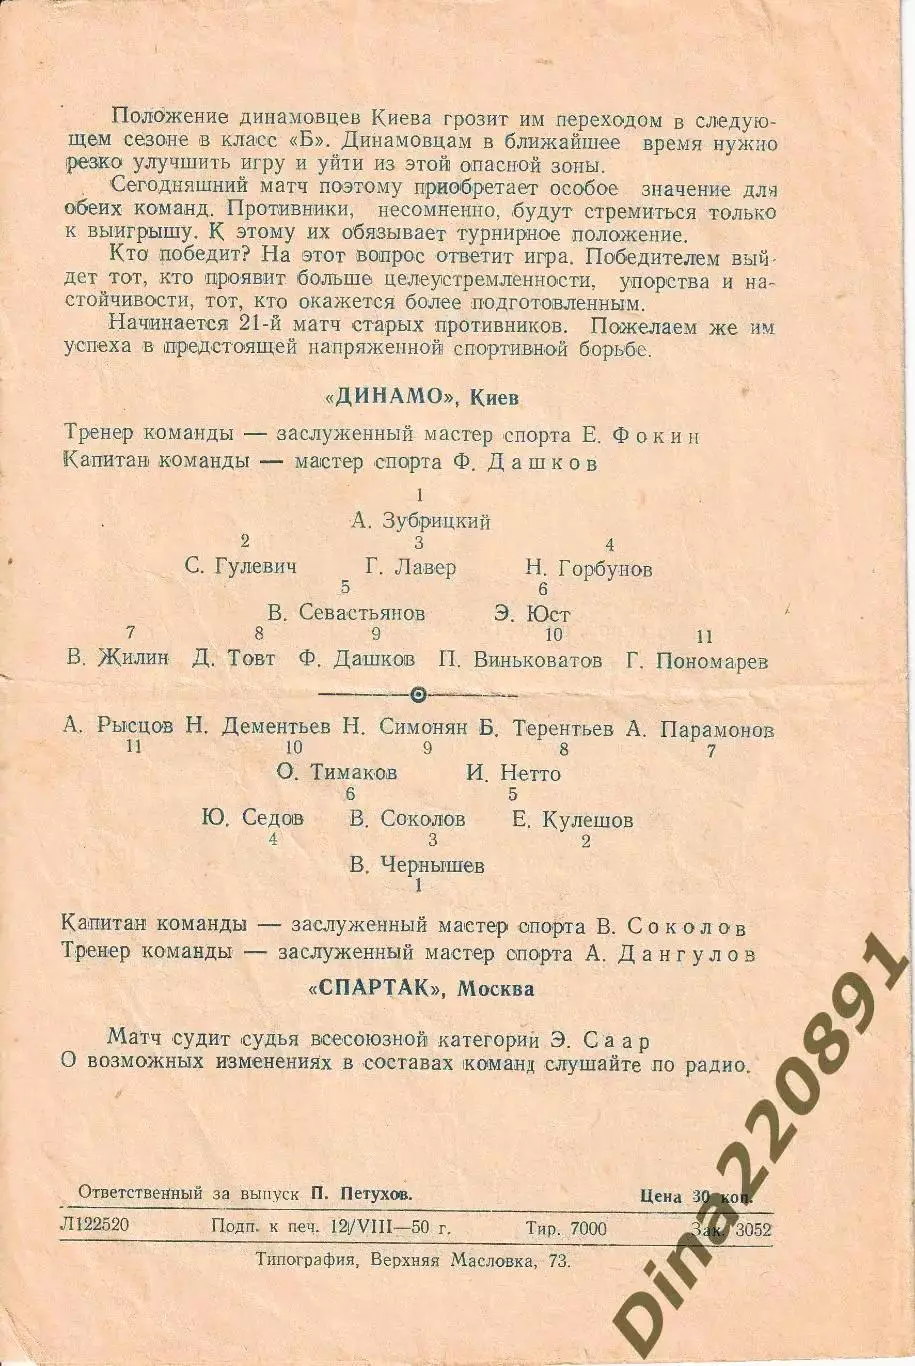 Положение динамовцев Киева грозит им переходом в следую-
щем сезоне в класс «Б». Динамовцам в ближайшее время нужно
резко улучшить игру и уйти из этой опасной зоны.
Сегодняшний матч поэтому приобретает особое значение для
обеих команд. Противники, несомненно, будут стремиться только
к выигрышу. К этому их обязывает турнирное положение.
Кто победит? На этот вопрос ответит игра. Победителем вый-
дет тот, кто проявит больше целеустремленности, упорства и на-
стойчивости, тот, кто окажется более подготовленным.
Начинается 21-й матч старых противников. Пожелаем же им
успеха в предстоящей напряженной спортивной борьбе.
«ДИНАМО», Киев
Тренер команды — заслуженный мастер спорта Е. Фокин
Капитан команды — мастер спорта Ф. Дашков
1
А. Зубрицкий
2 3 4
С. Гулевич Г. Лавер Н. Горбунов
5 6
В. Севастьянов Э. Юст
7 8 9 10 11
В. Жилин Д. Товт Ф. Дашков П. Виньковатов Г. Пономарев
А. Рысцов Н. Дементьев Н. Симонян Б. Терентьев А. Парамонов
11 10 9 8 7
О. Тимаков И. Нетто
6 5
Ю. Седов В. Соколов Е. Кулешов
4 3 2
В. Чернышев
1
Капитан команды — заслуженный мастер спорта В. Соколов
Тренер команды — заслуженный мастер спорта А. Дангулов
«СПАРТАК», Москва
Матч судит судья всесоюзной категории Э. Саар
О возможных изменениях в составах команд слушайте по радио.
Ответственный за выпуск П. Петухов. Цена 30 коп.
Л122520 Подп. к печ. 12/VIII—50 г. Тир. 7000 Зак. 3052
Типография, Верхняя Масловка, 73.
Dina220891